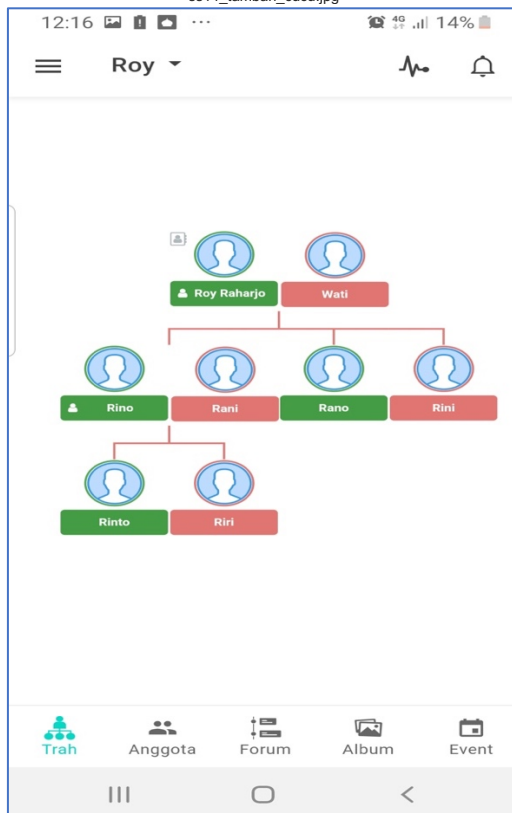 12:16 ... 4G 14%
Roy
Roy Raharjo Wati
Rino Rani Rano Rini
Rinto Riri
Trah Anggota Forum Album Event